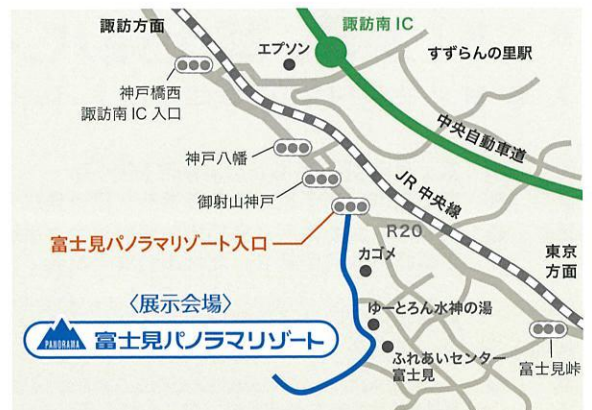 諏訪方面
諏訪南 IC
エプソン
すずらんの里駅
神戸橋西
諏訪南 IC 入口
中央自動車道
神戸八幡
JR 中央線
御射山神戸
R20
富士見パノラマリゾート入口
東京
方面
カゴメ
〈展示会場〉
ゆーとろん水神の湯
PANORAMA 富士見パノラマリゾート
ふれあいセンター
富士見
富士見峠